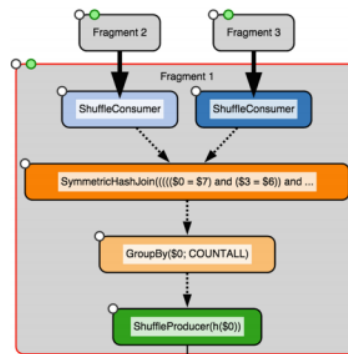 Fragment 2
Fragment 3
Fragment 1
ShuffleConsumer
ShuffleConsumer
SymmetricHashJoin((((($0 = $7) and ($3 = $6)) and ...
GroupBy($0; COUNTALL)
ShuffleProducer(h($0))